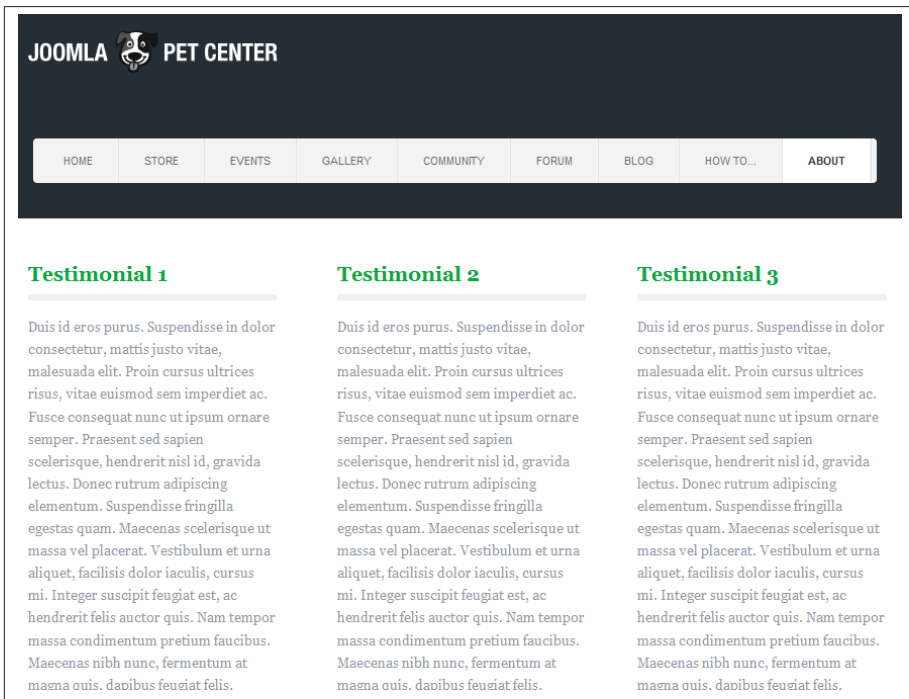 JOOMLA PET CENTER
HOME STORE EVENTS GALLERY COMMUNITY FORUM BLOG HOW TO... ABOUT
Testimonial 1
Duis id eros purus. Suspendisse in dolor
consectetur, mattis justo vitae,
malesuada elit. Proin cursus ultrices
risus, vitae euismod sem imperdiet ac.
Fusce consequat nunc ut ipsum ornare
semper. Praesent sed sapien
scelerisque, hendrerit nisl id, gravida
lectus. Donec rutrum adipiscing
elementum. Suspendisse fringilla
egestas quam. Maecenas scelerisque ut
massa vel placerat. Vestibulum et urna
aliquet, facilisis dolor iaculis, cursus
mi. Integer suscipit feugiat est, ac
hendrerit felis auctor quis. Nam tempor
massa condimentum pretium faucibus.
Maecenas nibh nunc, fermentum at
magna quis, dapibus feugiat felis.
Testimonial 2
Duis id eros purus. Suspendisse in dolor
consectetur, mattis justo vitae,
malesuada elit. Proin cursus ultrices
risus, vitae euismod sem imperdiet ac.
Fusce consequat nunc ut ipsum ornare
semper. Praesent sed sapien
scelerisque, hendrerit nisl id, gravida
lectus. Donec rutrum adipiscing
elementum. Suspendisse fringilla
egestas quam. Maecenas scelerisque ut
massa vel placerat. Vestibulum et urna
aliquet, facilisis dolor iaculis, cursus
mi. Integer suscipit feugiat est, ac
hendrerit felis auctor quis. Nam tempor
massa condimentum pretium faucibus.
Maecenas nibh nunc, fermentum at
magna quis, dapibus feugiat felis.
Testimonial 3
Duis id eros purus. Suspendisse in dolor
consectetur, mattis justo vitae,
malesuada elit. Proin cursus ultrices
risus, vitae euismod sem imperdiet ac.
Fusce consequat nunc ut ipsum ornare
semper. Praesent sed sapien
scelerisque, hendrerit nisl id, gravida
lectus. Donec rutrum adipiscing
elementum. Suspendisse fringilla
egestas quam. Maecenas scelerisque ut
massa vel placerat. Vestibulum et urna
aliquet, facilisis dolor iaculis, cursus
mi. Integer suscipit feugiat est, ac
hendrerit felis auctor quis. Nam tempor
massa condimentum pretium faucibus.
Maecenas nibh nunc, fermentum at
magna quis, dapibus feugiat felis.